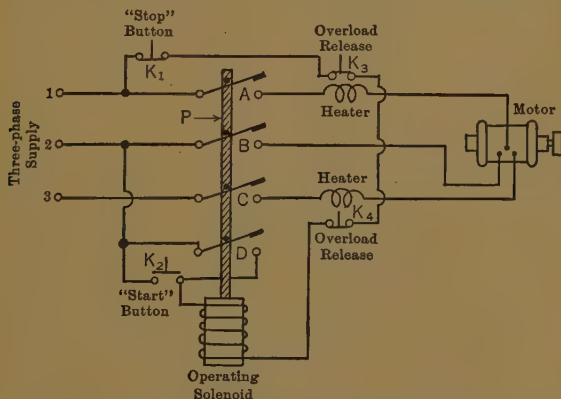 “Stop”
Button
K1
Overload
Release
K3
1
A
Heater
Motor
P
Three-phase
Supply
2
B
Heater
3
C
K4
Overload
Release
K2
D
“Start”
Button
Operating
Solenoid